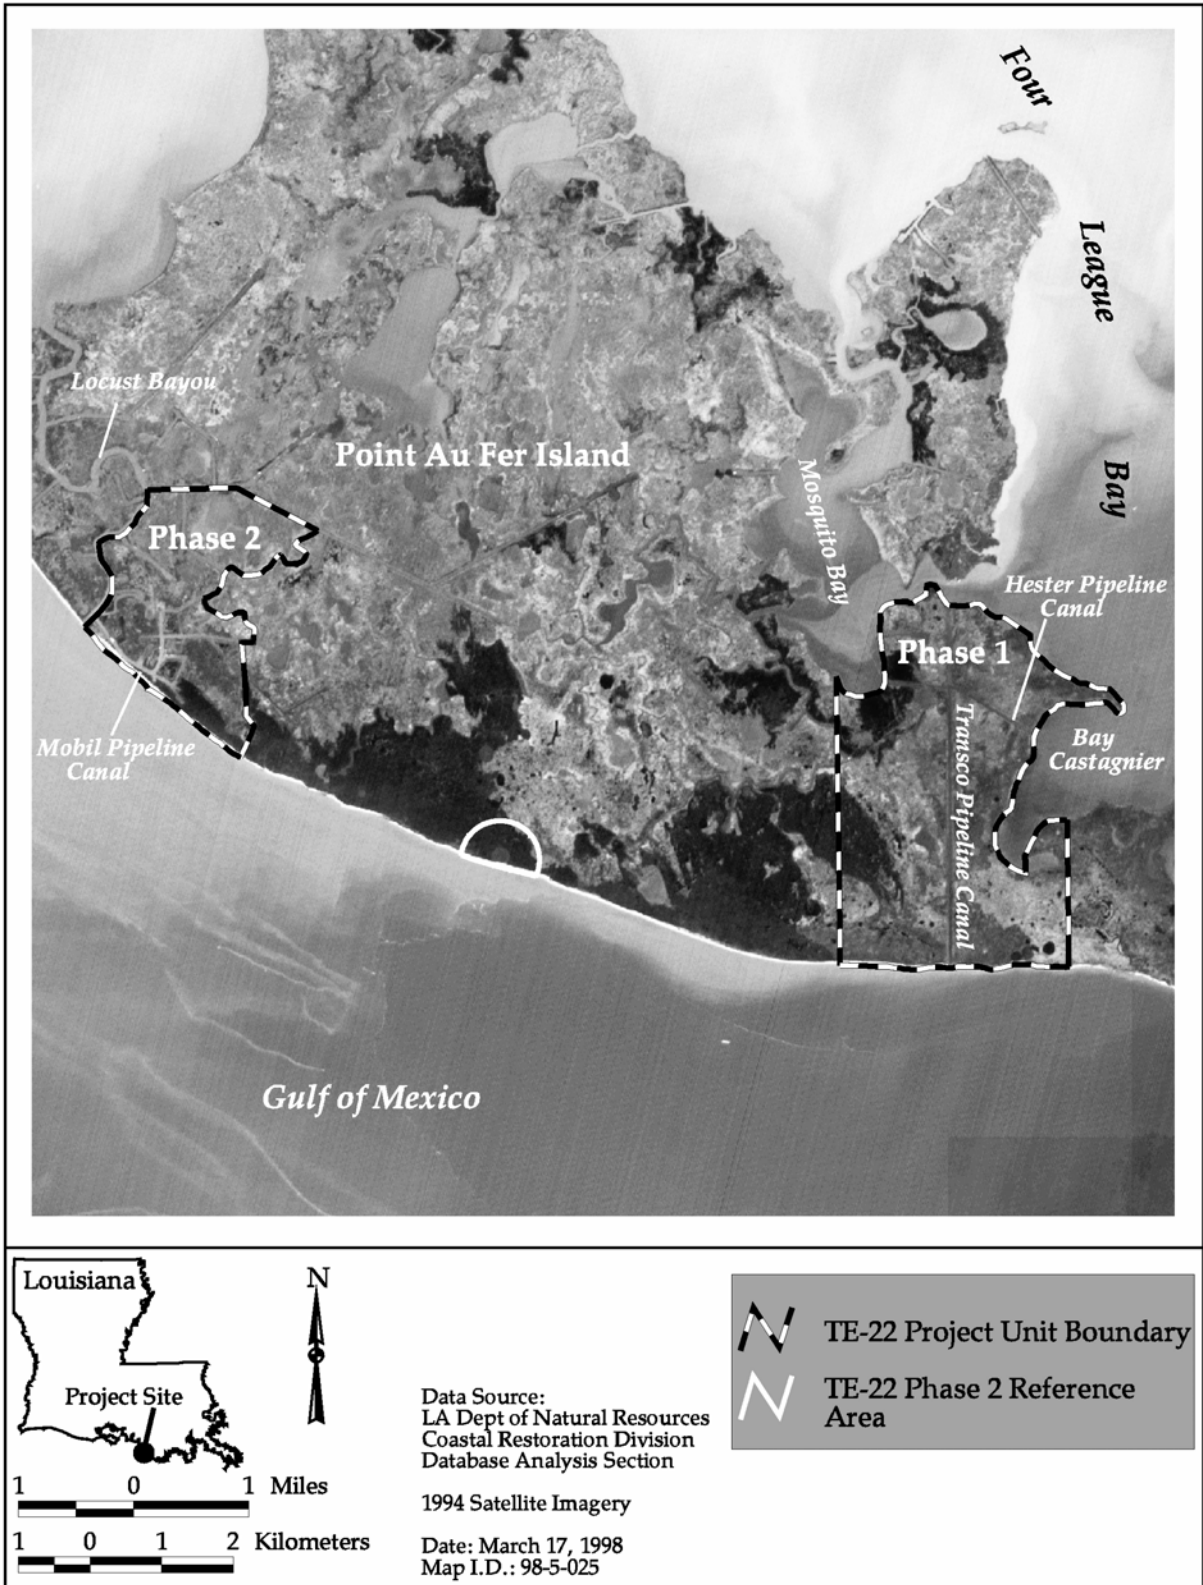 Four
League
Bay
Locust Bayou
Point Au Fer Island
Mosquito Bay
Phase 2
Hester Pipeline
Canal
Phase 1
Transco Pipeline Canal
Bay
Castagnier
Mobil Pipeline
Canal
Gulf of Mexico
Louisiana
Project Site
N
1 0 1 Miles
1 0 1 2 Kilometers
Data Source:
LA Dept of Natural Resources
Coastal Restoration Division
Database Analysis Section
1994 Satellite Imagery
Date: March 17, 1998
Map I.D.: 98-5-025
TE-22 Project Unit Boundary
TE-22 Phase 2 Reference
Area